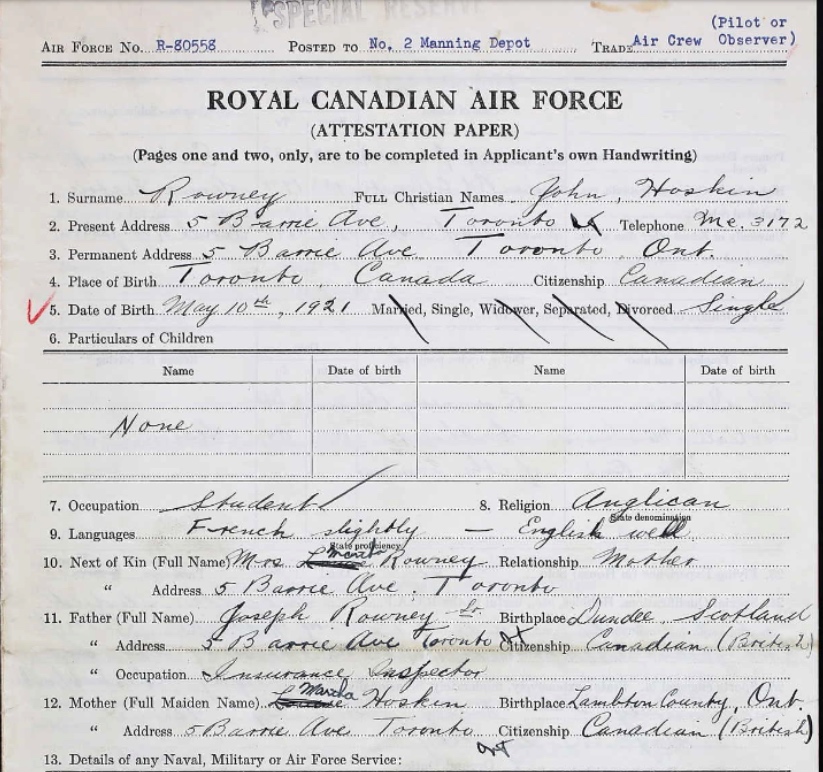 SPECIAL RESERVE
(Pilot or
AIR FORCE NO. R-80558 POSTED TO No. 2 Manning Depot TRADE Air Crew Observer)
ROYAL CANADIAN AIR FORCE
(ATTESTATION PAPER)
(Pages one and two, only, are to be completed in Applicant's own Handwriting)
1. Surname Rowney FULL Christian Names John, Hoskin
2. Present Address 5 Barrie Ave, Toronto Telephone Me. 3172
3. Permanent Address 5 Barrie Ave Toronto, Ont.
4. Place of Birth Toronto, Canada Citizenship Canadian
5. Date of Birth May 10th, 1921 Married, Single, Widower, Separated, Divorced Single
6. Particulars of Children
Name Date of birth Name Date of birth
None
7. Occupation Student 8. Religion Anglican
State denomination
9. Languages French slightly — English well
State proficiency
10. Next of Kin (Full Name) Mrs Rowney Relationship Mother
" Address 5 Barrie Ave. Toronto
11. Father (Full Name) Joseph Rowney Sr. Birthplace Dundee, Scotland
" Address 5 Barrie Ave Toronto Ont Citizenship Canadian (British)
" Occupation Insurance Inspector
12. Mother (Full Maiden Name) Martha Hoskin Birthplace Lambton County, Ont.
" Address 5 Barrie Ave Toronto Ont Citizenship Canadian (British)
13. Details of any Naval, Military or Air Force Service: